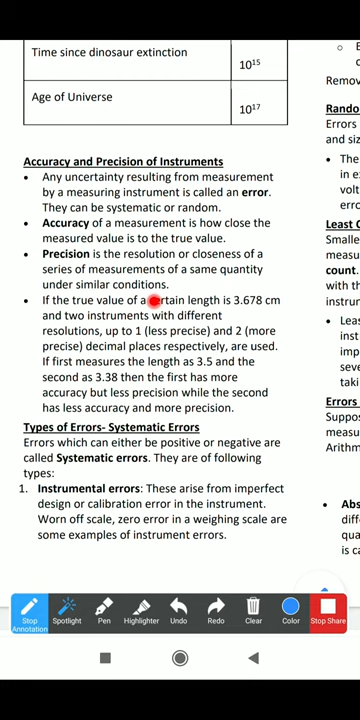 Time since dinosaur extinction
10¹⁵
Age of Universe
10¹⁷
Accuracy and Precision of Instruments
• Any uncertainty resulting from measurement
by a measuring instrument is called an error.
They can be systematic or random.
• Accuracy of a measurement is how close the
measured value is to the true value.
• Precision is the resolution or closeness of a
series of measurements of a same quantity
under similar conditions.
• If the true value of a certain length is 3.678 cm
and two instruments with different
resolutions, up to 1 (less precise) and 2 (more
precise) decimal places respectively, are used.
If first measures the length as 3.5 and the
second as 3.38 then the first has more
accuracy but less precision while the second
has less accuracy and more precision.
Types of Errors- Systematic Errors
Errors which can either be positive or negative are
called Systematic errors. They are of following
types:
1. Instrumental errors: These arise from imperfect
design or calibration error in the instrument.
Worn off scale, zero error in a weighing scale are
some examples of instrument errors.
Remov
Rando
Errors
and siz
• The
in ex
volt
erro
Least C
Smalle
measu
count.
with th
instrum
• Leas
inst
imp
seve
taki
Errors
Suppos
measu
Arithm
• Abs
diff
qua
is ca
Stop Annotation
Spotlight
Pen
Highlighter
Undo
Redo
Clear
Color
Stop Share